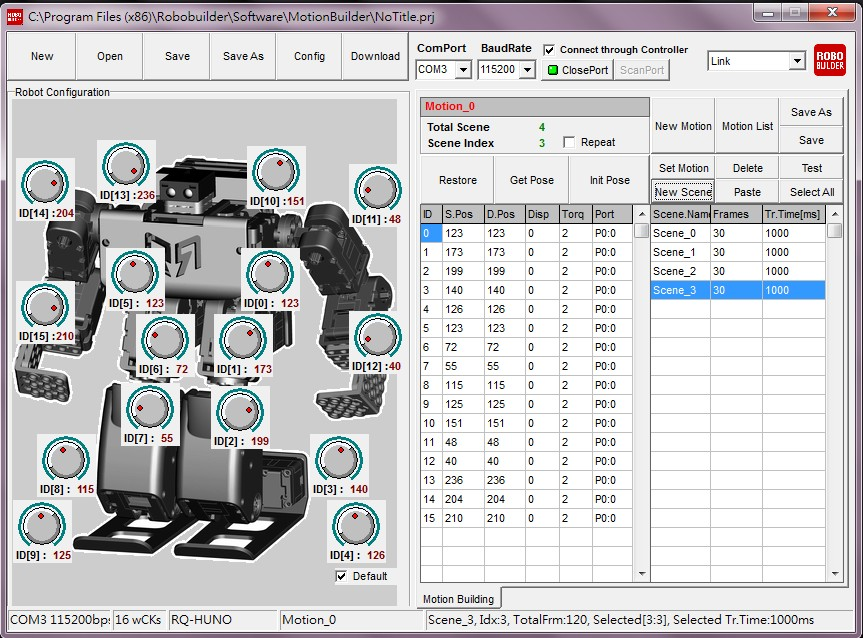 C:\Program Files (x86)\Robobuilder\Software\MotionBuilder\NoTitle.prj
New Open Save Save As Config Download
ComPort BaudRate
COM3 115200
Connect through Controller
ClosePort ScanPort
Link
ROBO
BUILDER
Robot Configuration
ID[14] : 204
ID[13] : 236
ID[10] : 151
ID[11] : 48
ID[5] : 123
ID[0] : 123
ID[15] : 210
ID[6] : 72
ID[1] : 173
ID[12] : 40
ID[7] : 55
ID[2] : 199
ID[8] : 115
ID[3] : 140
ID[9] : 125
ID[4] : 126
Default
Motion_0
Total Scene 4
Scene Index 3 Repeat
Restore Get Pose Init Pose
New Motion Motion List Save As
Save
Set Motion Delete Test
New Scene Paste Select All
ID S.Pos D.Pos Disp Torq Port
0 123 123 0 2 P0:0
1 173 173 0 2 P0:0
2 199 199 0 2 P0:0
3 140 140 0 2 P0:0
4 126 126 0 2 P0:0
5 123 123 0 2 P0:0
6 72 72 0 2 P0:0
7 55 55 0 2 P0:0
8 115 115 0 2 P0:0
9 125 125 0 2 P0:0
10 151 151 0 2 P0:0
11 48 48 0 2 P0:0
12 40 40 0 2 P0:0
13 236 236 0 2 P0:0
14 204 204 0 2 P0:0
15 210 210 0 2 P0:0
Scene.Name Frames Tr.Time[ms]
Scene_0 30 1000
Scene_1 30 1000
Scene_2 30 1000
Scene_3 30 1000
Motion Building
COM3 115200bps 16 wCKs RQ-HUNO Motion_0 Scene_3, Idx:3, TotalFrm:120, Selected[3:3], Selected Tr.Time:1000ms